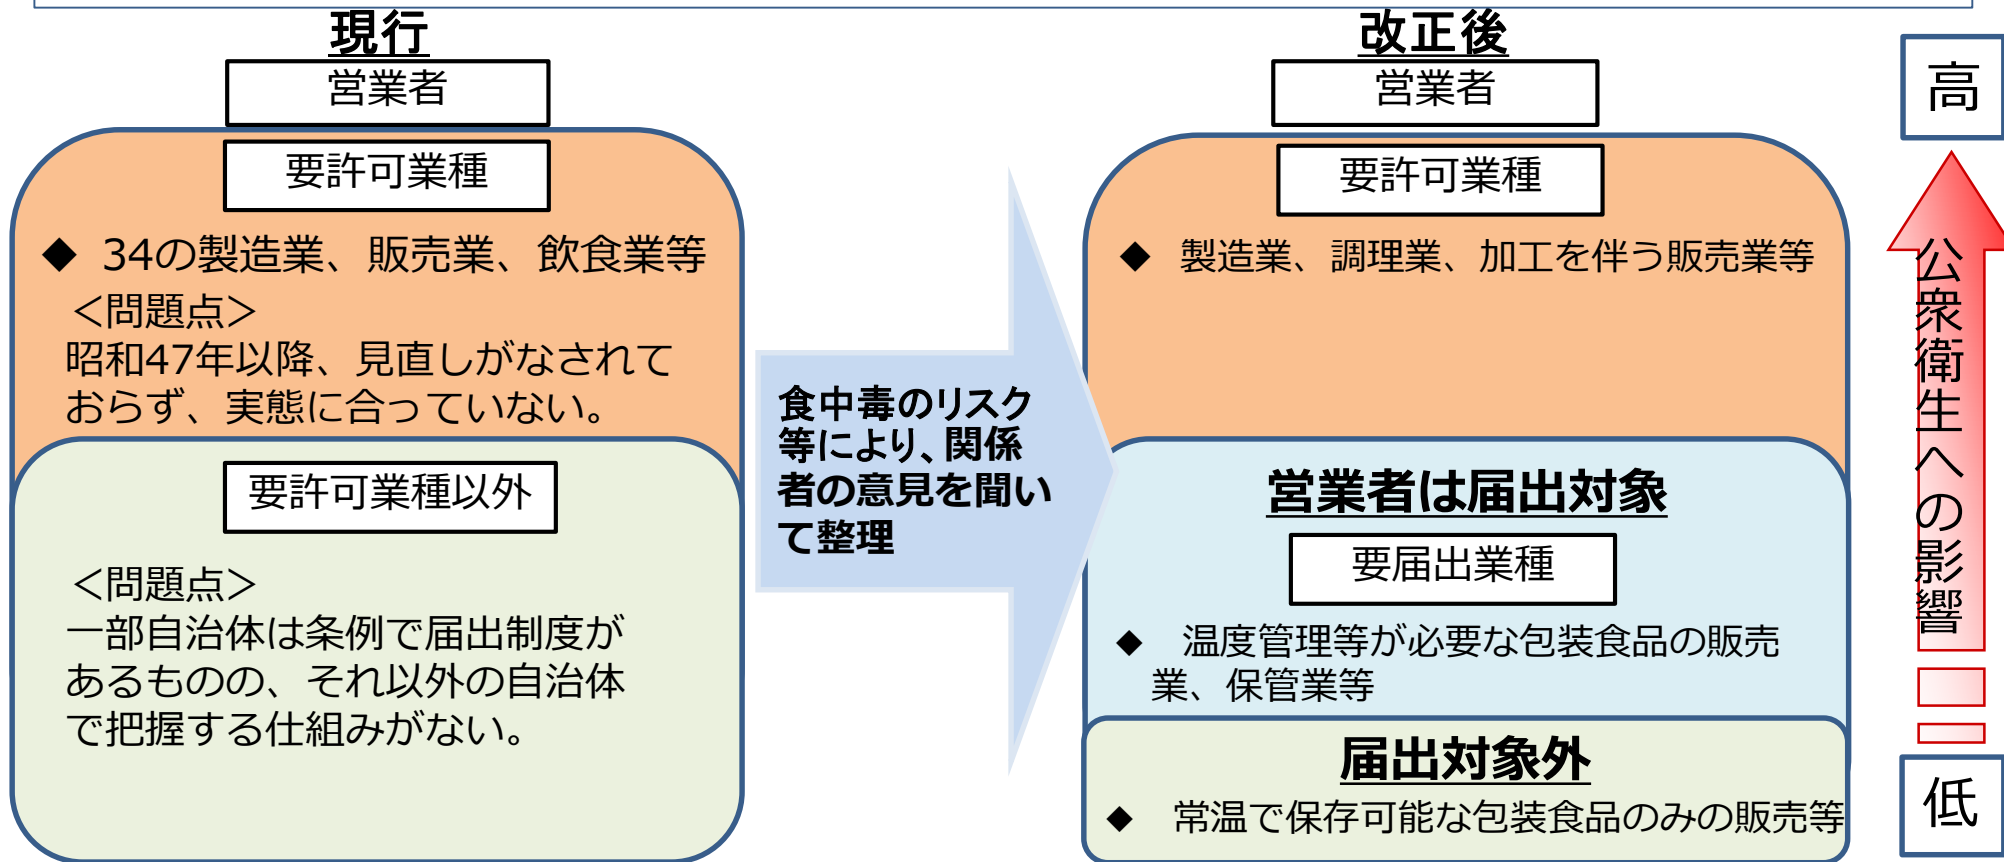 現行
営業者
要許可業種
◆ 34の製造業、販売業、飲食業等
＜問題点＞
昭和47年以降、見直しがなされて
おらず、実態に合っていない。
要許可業種以外
＜問題点＞
一部自治体は条例で届出制度が
あるものの、それ以外の自治体
で把握する仕組みがない。
食中毒のリスク
等により、関係
者の意見を聞い
て整理
改正後
営業者
要許可業種
◆ 製造業、調理業、加工を伴う販売業等
営業者は届出対象
要届出業種
◆ 温度管理等が必要な包装食品の販売
業、保管業等
届出対象外
◆ 常温で保存可能な包装食品のみの販売等
高
公衆衛生への影響
低